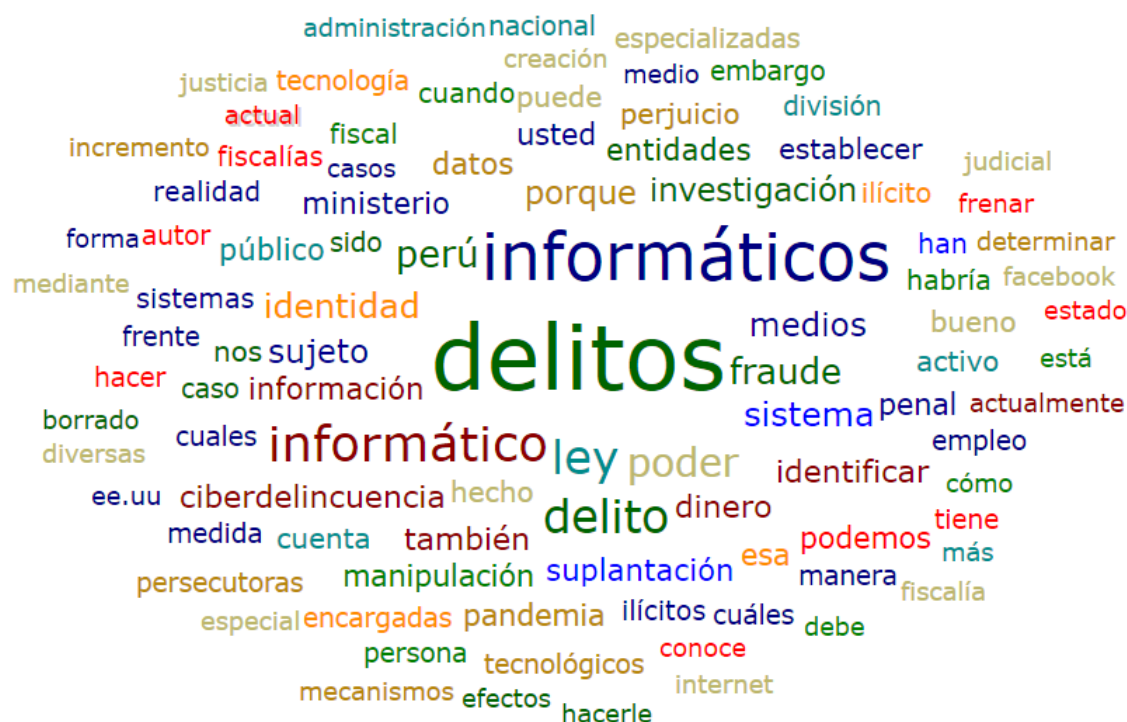 administración nacional especializadas
creación
justicia tecnología cuando puede medio embargo
actual fiscal usted perjuicio división
incremento fiscalías casos datos entidades establecer judicial
realidad ministerio porque investigación ilícito frenar
forma autor público sido perú informáticos han determinar
mediante sistemas identidad habría facebook
frente nos sujeto delitos medios bueno estado
hacer caso información fraude activo está
borrado cuales informático sistema penal actualmente
diversas ley poder empleo
ee.uu ciberdelincuencia hecho identificar cómo
medida cuenta también delito dinero podemos tiene
más
persecutoras manipulación suplantación esa manera fiscalía
especial encargadas pandemia ilícitos cuáles debe
persona tecnológicos conoce
mecanismos efectos internet
hacerle